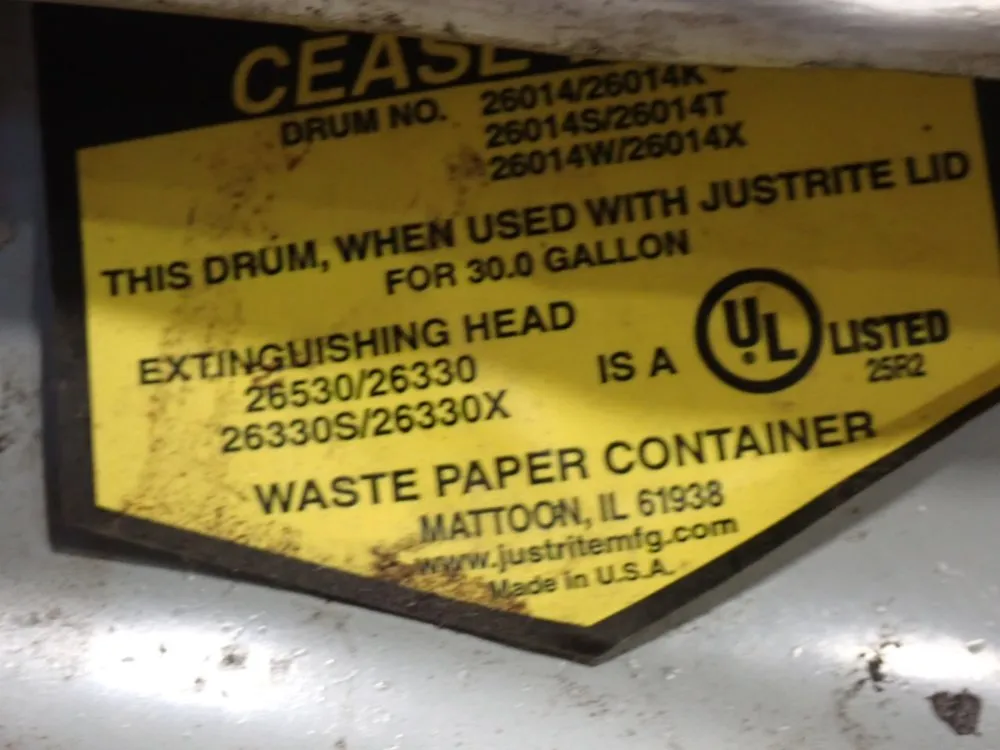 CEASE
DRUM NO. 26014/26014K
26014S/26014T
26014W/26014X
THIS DRUM, WHEN USED WITH JUSTRITE LID
FOR 30.0 GALLON
EXTINGUISHING HEAD
26530/26330
26330S/26330X
IS A UL LISTED
25R2
WASTE PAPER CONTAINER
MATTOON, IL 61938
www.justritemfg.com
Made in U.S.A.